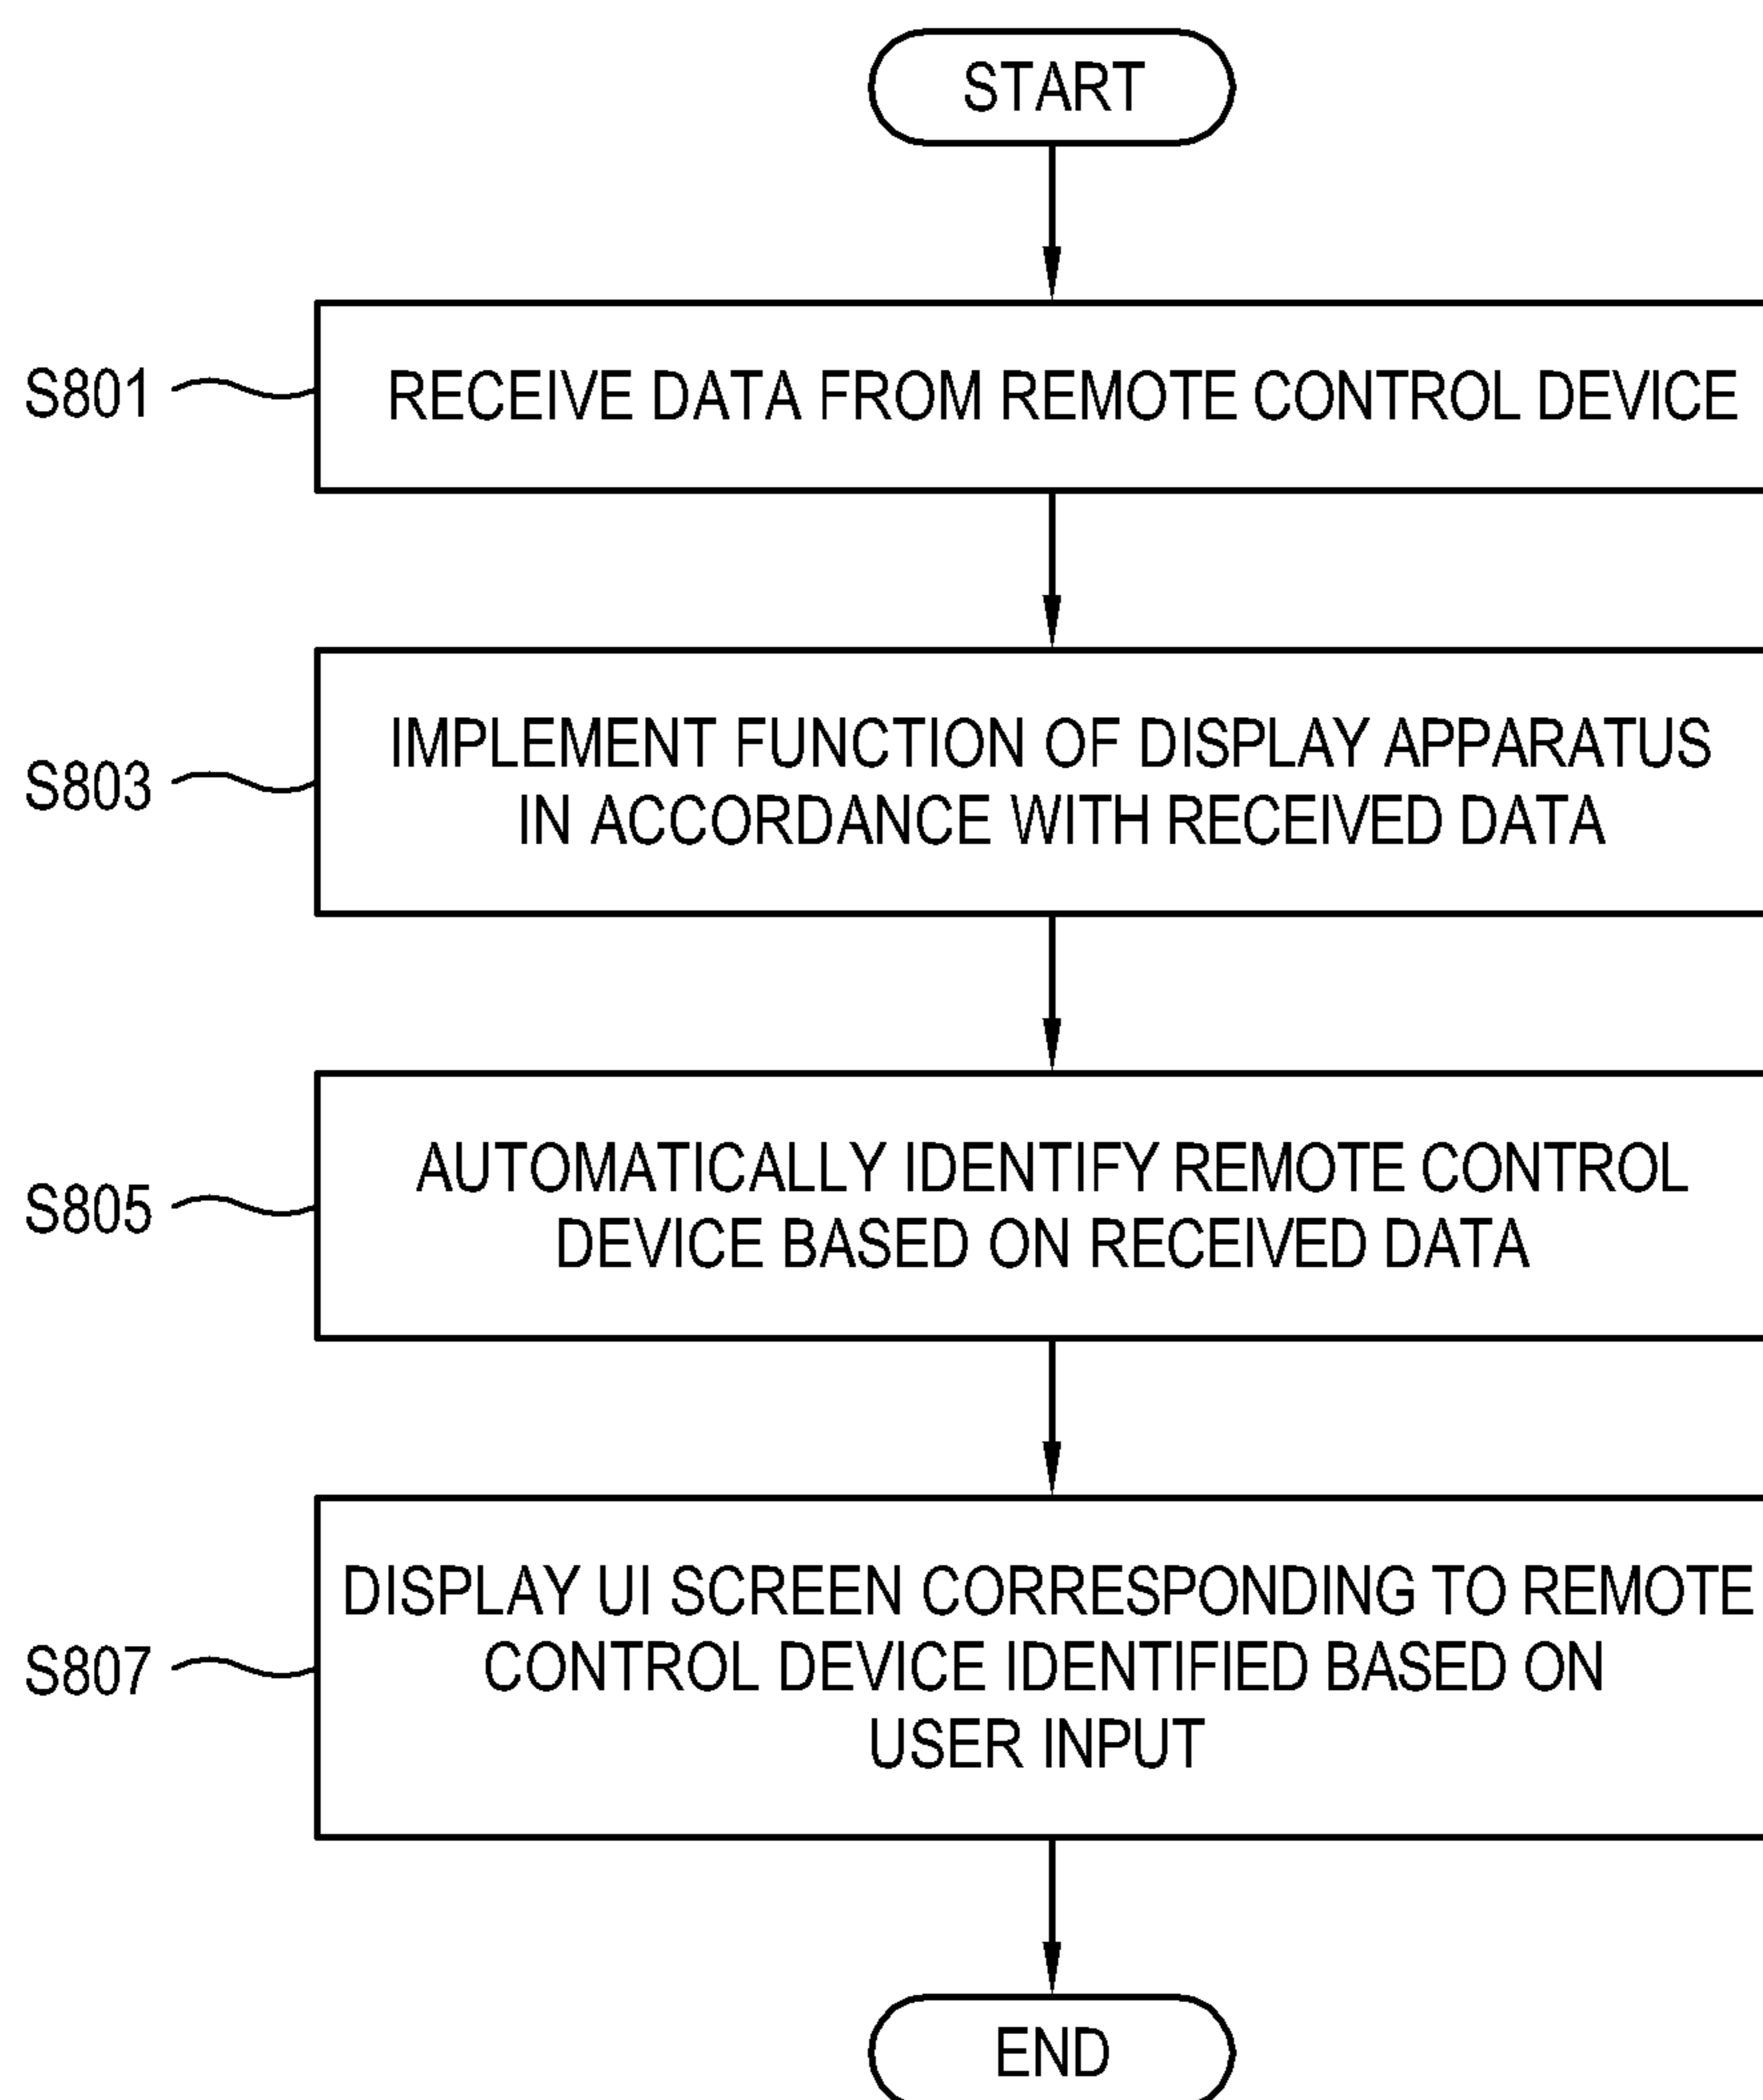 START
S801
RECEIVE DATA FROM REMOTE CONTROL DEVICE
S803
IMPLEMENT FUNCTION OF DISPLAY APPARATUS
IN ACCORDANCE WITH RECEIVED DATA
S805
AUTOMATICALLY IDENTIFY REMOTE CONTROL
DEVICE BASED ON RECEIVED DATA
S807
DISPLAY UI SCREEN CORRESPONDING TO REMOTE
CONTROL DEVICE IDENTIFIED BASED ON
USER INPUT
END